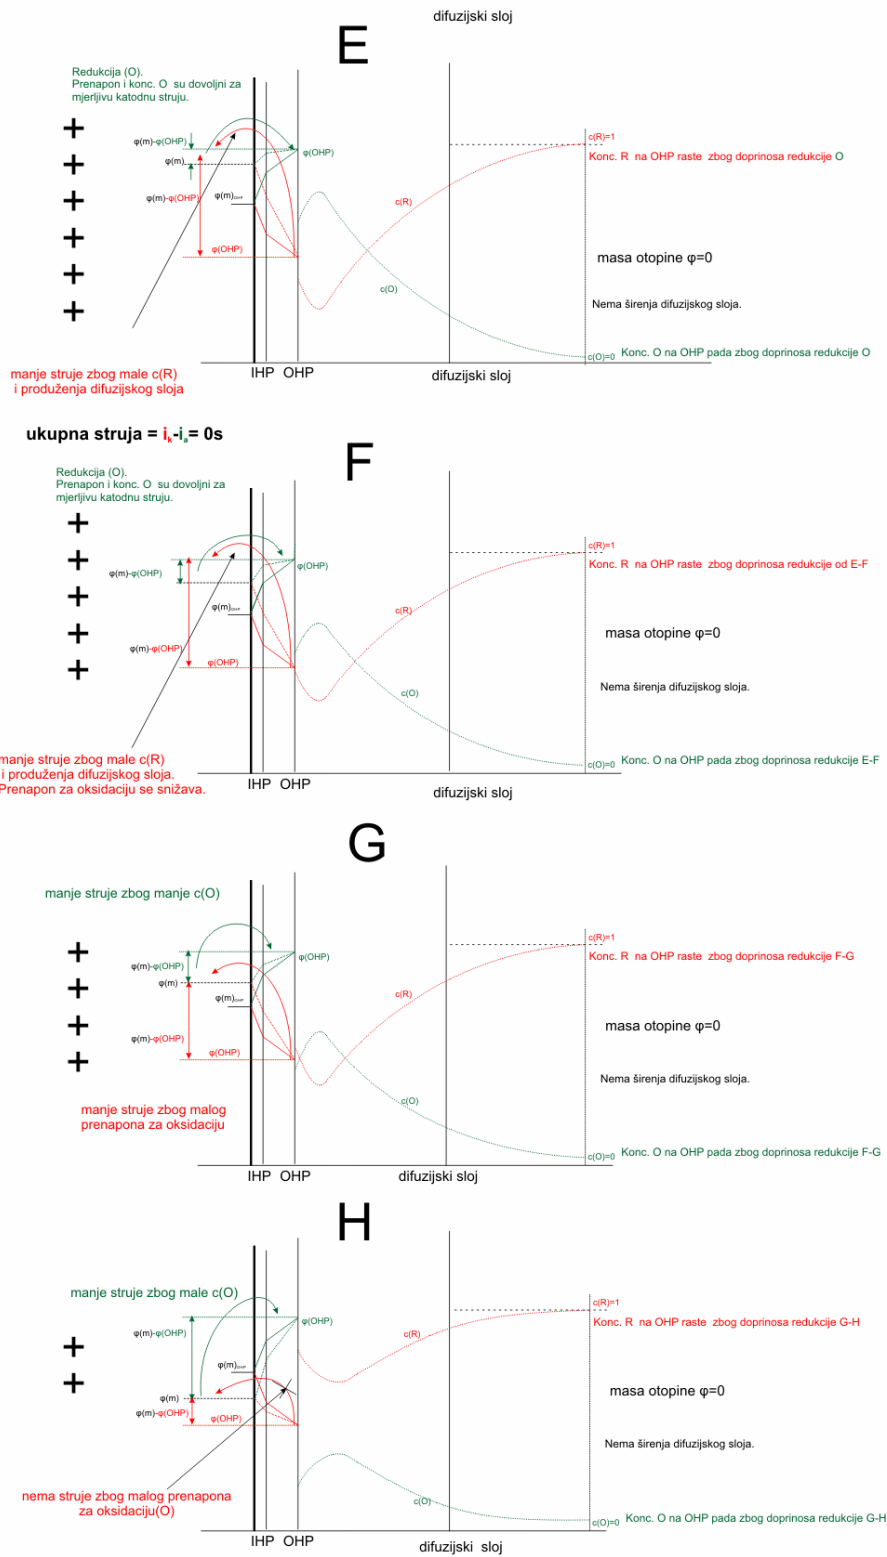 difuzijski sloj
E
Redukcija (O).
Prenapon i konc. O su dovoljni za
mjerljivu katodnu struju.
φ(m)-φ(OHP)
φ(m)
φ(OHP)
φ(m)OHP
φ(m)-φ(OHP)
φ(OHP)
c(R)
c(O)
c(R)=1
Konc. R na OHP raste zbog doprinosa redukcije O
masa otopine φ=0
Nema širenja difuzijskog sloja.
c(O)=0 Konc. O na OHP pada zbog doprinosa redukcije O
manje struje zbog male c(R)
i produženja difuzijskog sloja
IHP OHP
difuzijski sloj
ukupna struja = ik-ia= 0s
F
Redukcija (O).
Prenapon i konc. O su dovoljni za
mjerljivu katodnu struju.
φ(m)-φ(OHP)
φ(OHP)
φ(m)OHP
φ(m)-φ(OHP)
φ(OHP)
c(R)
c(O)
c(R)=1
Konc. R na OHP raste zbog doprinosa redukcije od E-F
masa otopine φ=0
Nema širenja difuzijskog sloja.
c(O)=0 Konc. O na OHP pada zbog doprinosa redukcije E-F
manje struje zbog male c(R)
i produženja difuzijskog sloja.
Prenapon za oksidaciju se snižava.
IHP OHP
difuzijski sloj
G
manje struje zbog manje c(O)
φ(m)-φ(OHP)
φ(m)
φ(OHP)
φ(m)OHP
φ(m)-φ(OHP)
φ(OHP)
c(R)
c(O)
c(R)=1
Konc. R na OHP raste zbog doprinosa redukcije F-G
masa otopine φ=0
Nema širenja difuzijskog sloja.
c(O)=0 Konc. O na OHP pada zbog doprinosa redukcije F-G
manje struje zbog malog
prenapona za oksidaciju
IHP OHP
difuzijski sloj
H
manje struje zbog male c(O)
φ(m)-φ(OHP)
φ(OHP)
φ(m)OHP
φ(m)
φ(m)-φ(OHP)
φ(OHP)
c(R)
c(O)
c(R)=1
Konc. R na OHP raste zbog doprinosa redukcije G-H
masa otopine φ=0
Nema širenja difuzijskog sloja.
c(O)=0 Konc. O na OHP pada zbog doprinosa redukcije G-H
nema struje zbog malog prenapona
za oksidaciju(O)
IHP OHP
difuzijski sloj